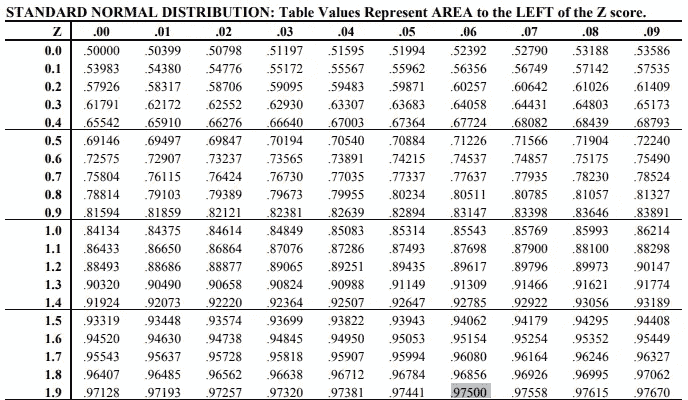 STANDARD NORMAL DISTRIBUTION: Table Values Represent AREA to the LEFT of the Z score.
Z .00 .01 .02 .03 .04 .05 .06 .07 .08 .09
0.0 .50000 .50399 .50798 .51197 .51595 .51994 .52392 .52790 .53188 .53586
0.1 .53983 .54380 .54776 .55172 .55567 .55962 .56356 .56749 .57142 .57535
0.2 .57926 .58317 .58706 .59095 .59483 .59871 .60257 .60642 .61026 .61409
0.3 .61791 .62172 .62552 .62930 .63307 .63683 .64058 .64431 .64803 .65173
0.4 .65542 .65910 .66276 .66640 .67003 .67364 .67724 .68082 .68439 .68793
0.5 .69146 .69497 .69847 .70194 .70540 .70884 .71226 .71566 .71904 .72240
0.6 .72575 .72907 .73237 .73565 .73891 .74215 .74537 .74857 .75175 .75490
0.7 .75804 .76115 .76424 .76730 .77035 .77337 .77637 .77935 .78230 .78524
0.8 .78814 .79103 .79389 .79673 .79955 .80234 .80511 .80785 .81057 .81327
0.9 .81594 .81859 .82121 .82381 .82639 .82894 .83147 .83398 .83646 .83891
1.0 .84134 .84375 .84614 .84849 .85083 .85314 .85543 .85769 .85993 .86214
1.1 .86433 .86650 .86864 .87076 .87286 .87493 .87698 .87900 .88100 .88298
1.2 .88493 .88686 .88877 .89065 .89251 .89435 .89617 .89796 .89973 .90147
1.3 .90320 .90490 .90658 .90824 .90988 .91149 .91309 .91466 .91621 .91774
1.4 .91924 .92073 .92220 .92364 .92507 .92647 .92785 .92922 .93056 .93189
1.5 .93319 .93448 .93574 .93699 .93822 .93943 .94062 .94179 .94295 .94408
1.6 .94520 .94630 .94738 .94845 .94950 .95053 .95154 .95254 .95352 .95449
1.7 .95543 .95637 .95728 .95818 .95907 .95994 .96080 .96164 .96246 .96327
1.8 .96407 .96485 .96562 .96638 .96712 .96784 .96856 .96926 .96995 .97062
1.9 .97128 .97193 .97257 .97320 .97381 .97441 .97500 .97558 .97615 .97670